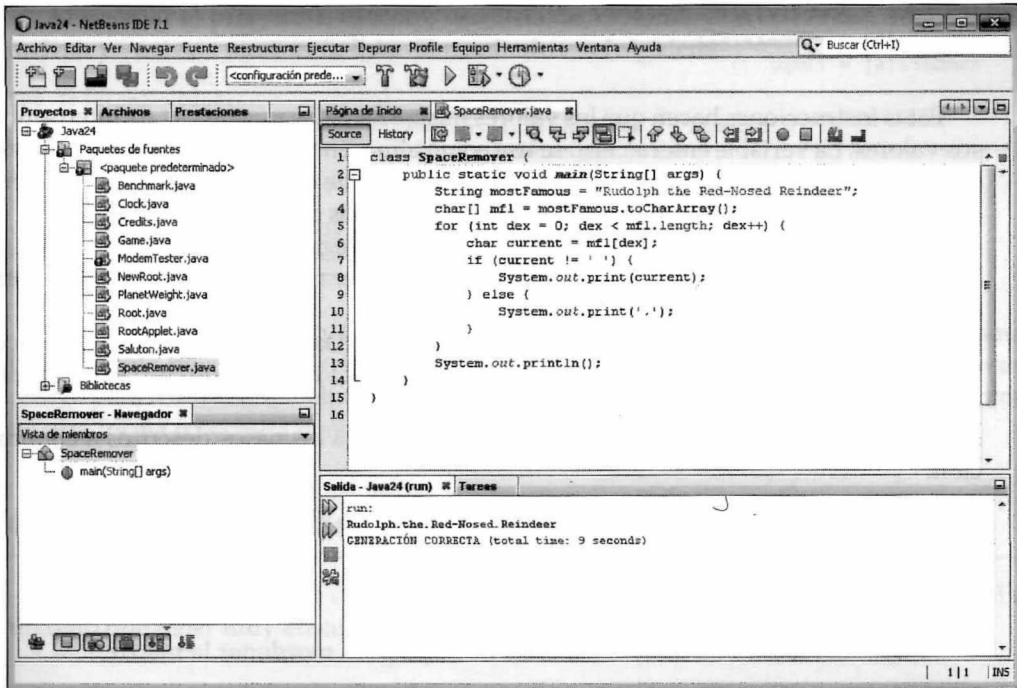 Java24 - NetBeans IDE 7.1
Archivo Editar Ver Navegar Fuente Reestructurar Ejecutar Depurar Profile Equipo Herramientas Ventana Ayuda
Buscar (Ctrl+I)
<configuración prede...
Proyectos Archivos Prestaciones
Java24
Paquetes de fuentes
<paquete predeterminado>
Benchmark.java
Clock.java
Credits.java
Game.java
ModemTester.java
NewRoot.java
PlanetWeight.java
Root.java
RootApplet.java
Saluton.java
SpaceRemover.java
Bibliotecas
SpaceRemover - Navegador
Vista de miembros
SpaceRemover
main(String[] args)
Página de Inicio SpaceRemover.java
Source History
1 class SpaceRemover {
2 public static void main(String[] args) {
3 String mostFamous = "Rudolph the Red-Nosed Reindeer";
4 char[] mfl = mostFamous.toCharArray();
5 for (int dex = 0; dex < mfl.length; dex++) {
6 char current = mfl[dex];
7 if (current != ' ') {
8 System.out.print(current);
9 } else {
10 System.out.print('.');
11 }
12 }
13 System.out.println();
14 }
15 }
16
Salida - Java24 (run) Tareas
run:
Rudolph.the.Red-Nosed.Reindeer
GENERACIÓN CORRECTA (total time: 9 seconds)
1|1 INS